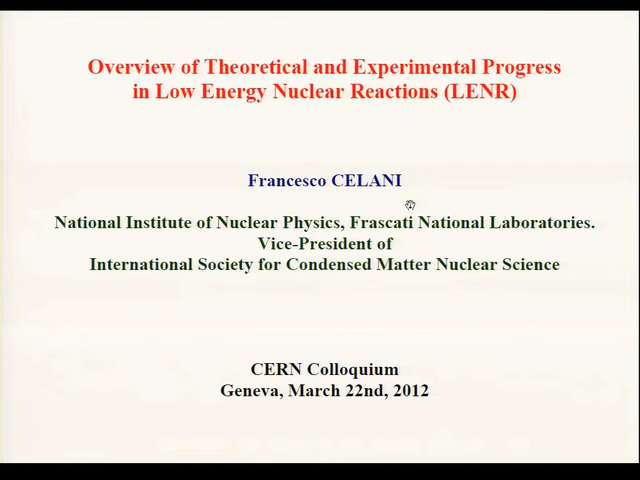 Overview of Theoretical and Experimental Progress
in Low Energy Nuclear Reactions (LENR)
Francesco CELANI
National Institute of Nuclear Physics, Frascati National Laboratories.
Vice-President of
International Society for Condensed Matter Nuclear Science
CERN Colloquium
Geneva, March 22nd, 2012